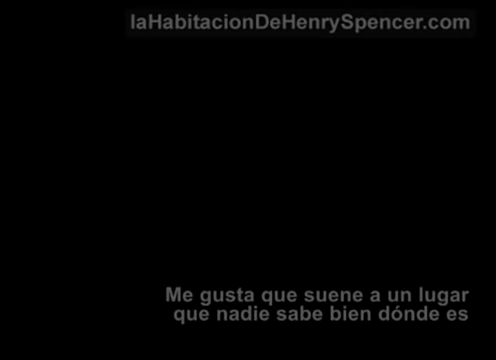 laHabitacionDeHenrySpencer.com
Me gusta que suene a un lugar
que nadie sabe bien dónde es